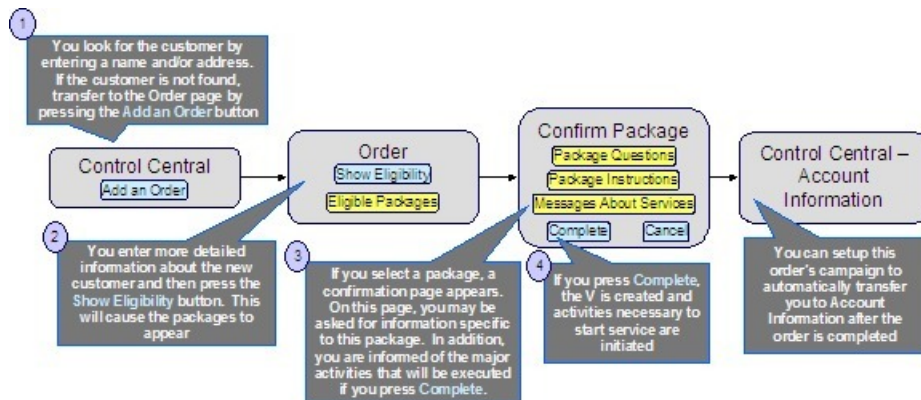 1
You look for the customer by
entering a name and/or address.
If the customer is not found,
transfer to the Order page by
pressing the Add an Order button
Control Central
Add an Order
Order
Show Eligibility
Eligible Packages
Confirm Package
Package Questions
Package Instructions
Messages About Services
Complete
Cancel
Control Central –
Account
Information
2
You enter more detailed
information about the new
customer and then press the
Show Eligibility button. This
will cause the packages to
appear
3
If you select a package, a
confirmation page appears.
On this page, you may be
asked for information specific
to this package. In addition,
you are informed of the major
activities that will be executed
if you press Complete.
4
If you press Complete,
the V is created and
activities necessary to
start service are
initiated
You can setup this
order's campaign to
automatically transfer
you to Account
Information after the
order is completed